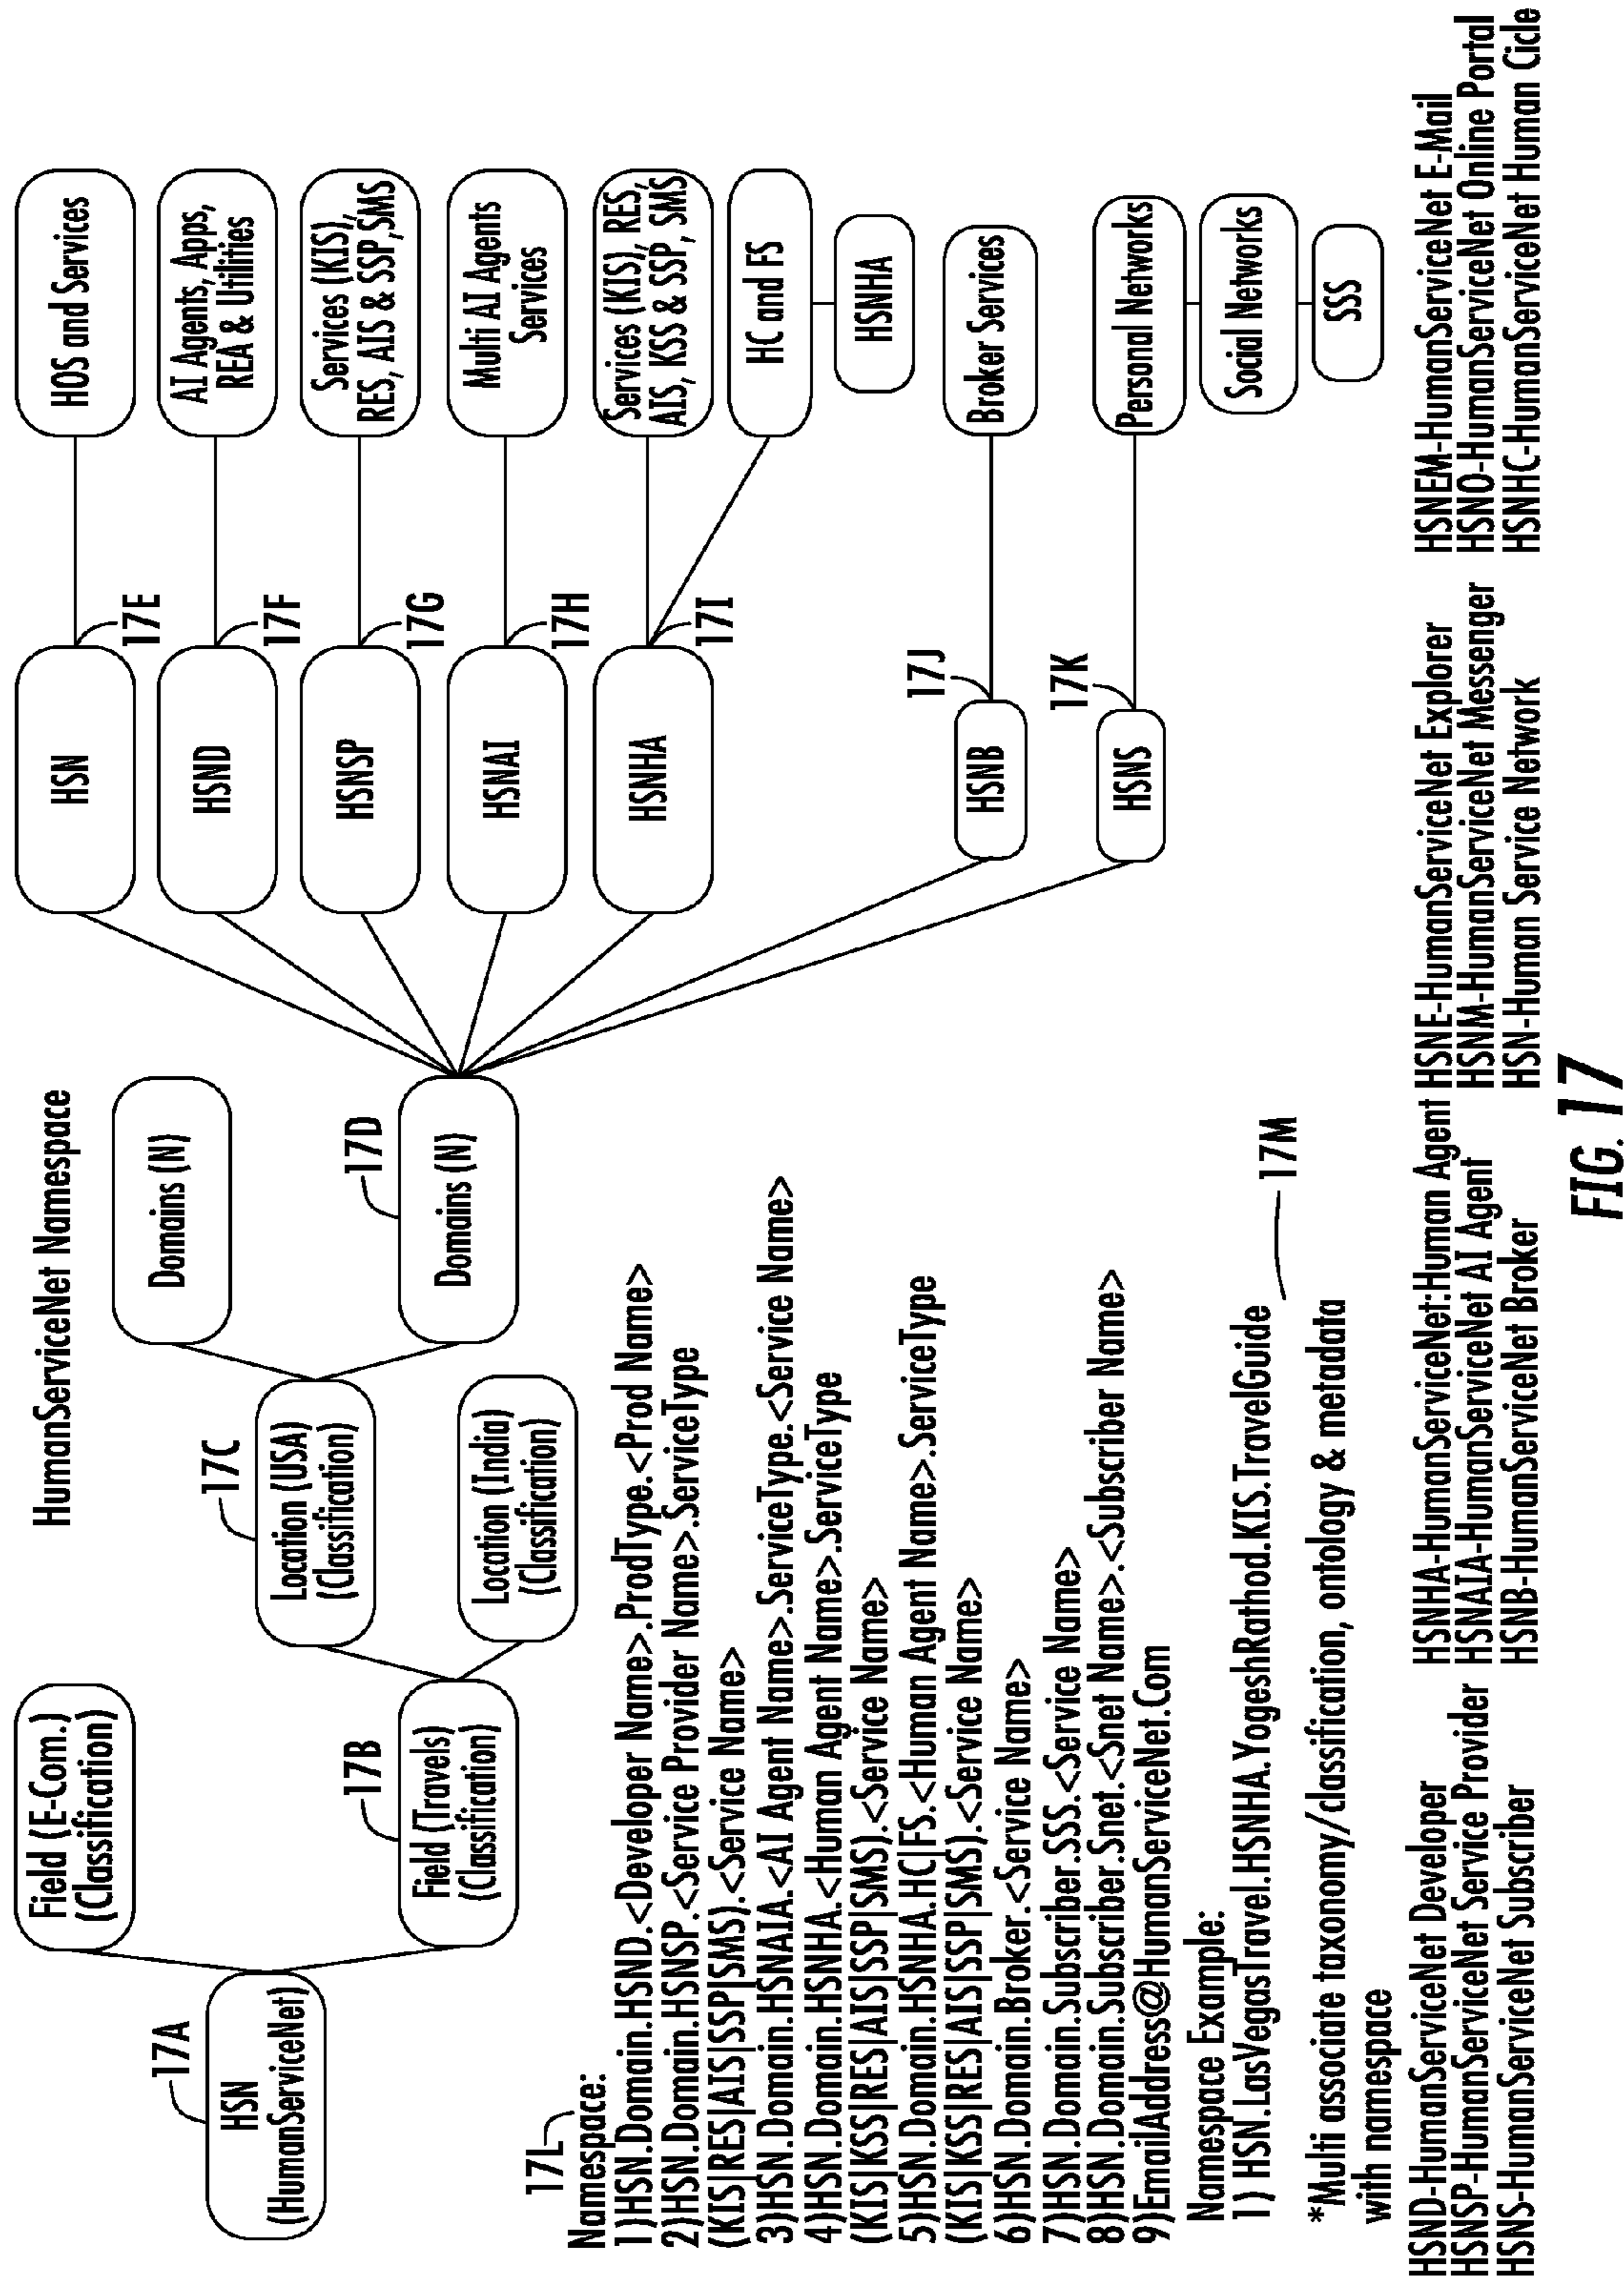 HumanServiceNet Namespace
17A
HSN
(HumanServiceNet)
Field (E-Com.)
(Classification)
17B
Field (Travels)
(Classification)
17C
Location (USA)
(Classification)
Location (India)
(Classification)
Domains (N)
17D
Domains (N)
HSN
17E
HOS and Services
HSND
17F
AI Agents, Apps,
REA & Utilities
HSNSP
17G
Services (KIS),
RES, AIS & SSP,SMS
HSNAI
17H
Multi AI Agents
Services
HSNHA
17I
Services (KIS), RES,
AIS, KSS & SSP, SMS
HC and FS
HSNHA
17J
HSNB
Broker Services
17K
HSNS
Personal Networks
Social Networks
SSS
17L
Namespace:
1)HSN.Domain.HSND.<Developer Name>.ProdType.<Prod Name>
2)HSN.Domain.HSNSP.<Service Provider Name>.ServiceType
(KIS|RES|AIS|SSP|SMS).<Service Name>
3)HSN.Domain.HSNAIA.<AI Agent Name>.ServiceType.<Service Name>
4)HSN.Domain.HSNHA.<Human Agent Name>.ServiceType
(KIS|KSS|RES|AIS|SSP|SMS).<Service Name>
5)HSN.Domain.HSNHA.HC|FS.<Human Agent Name>.ServiceType
(KIS|KSS|RES|AIS|SSP|SMS).<Service Name>
6)HSN.Domain.Broker.<Service Name>
7)HSN.Domain.Subscriber.SSS.<Service Name>
8)HSN.Domain.Subscriber.Snet.<Snet Name>.<Subscriber Name>
9)EmailAddress@HumanServiceNet.Com
Namespace Example:
1) HSN.LasVegasTravel.HSNHA.YogeshRathod.KIS.TravelGuide
17M
*Multi associate taxonomy/classification, ontology & metadata
with namespace
HSND-HumanServiceNet Developer
HSNSP-HumanServiceNet Service Provider
HSNS-HumanServiceNet Subscriber
HSNHA-HumanServiceNet:Human Agent
HSNAIA-HumanServiceNet AI Agent
HSNB-HumanServiceNet Broker
HSNE-HumanServiceNet Explorer
HSNM-HumanServiceNet Messenger
HSN-Human Service Network
HSNEM-HumanServiceNet E-Mail
HSNO-HumanServiceNet Online Portal
HSNHC-HumanServiceNet Human Cicle
FIG. 17